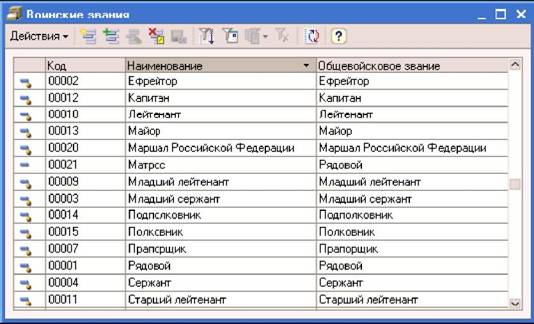 Воинские звания
Действия
Код Наименование Общевойсковое звание
00002 Ефрейтор Ефрейтор
00012 Капитан Капитан
00010 Лейтенант Лейтенант
00013 Майор Майор
00020 Маршал Российской Федерации Маршал Российской Федерации
00021 Матрос Рядовой
00009 Младший лейтенант Младший лейтенант
00003 Младший сержант Младший сержант
00014 Подполковник Подполковник
00015 Полковник Полковник
00007 Прапорщик Прапорщик
00001 Рядовой Рядовой
00004 Сержант Сержант
00011 Старший лейтенант Старший лейтенант